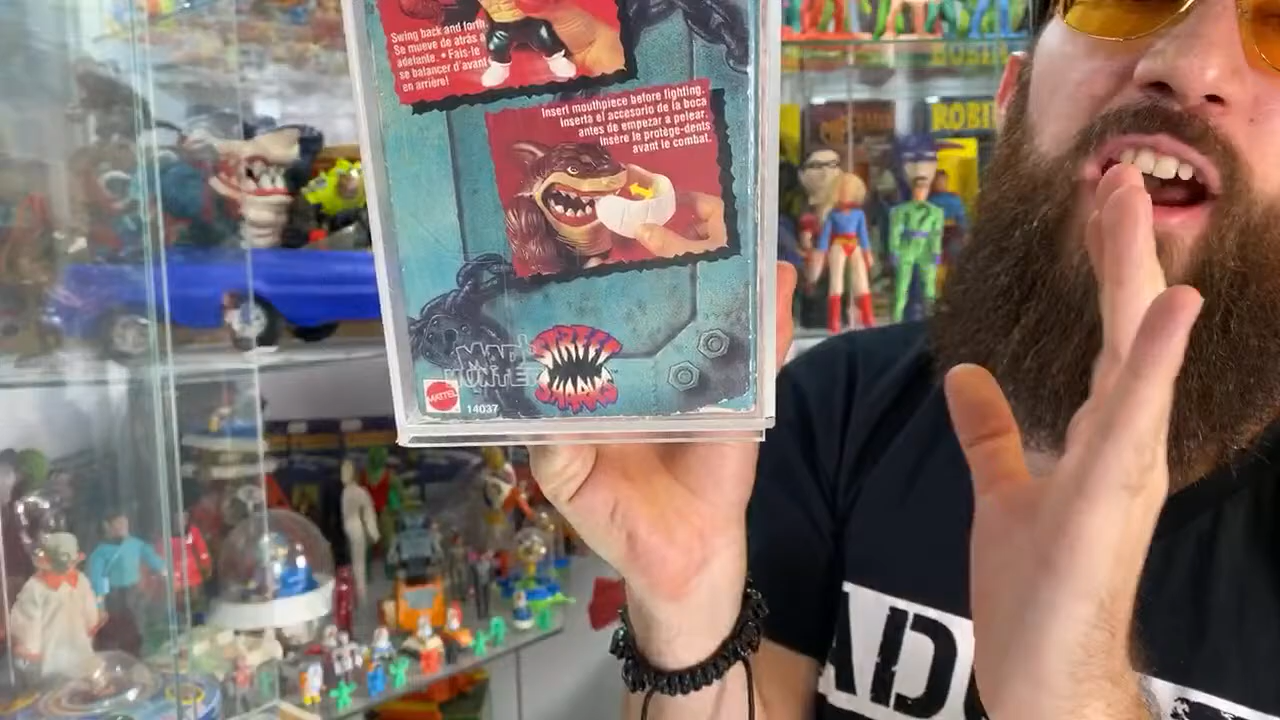 Swing back and forth.
Se mueve de atrás a
adelante. • Fais-le
se balancer d'avant
en arrière!
Insert mouthpiece before fighting.
Inserta el accesorio de la boca
antes de empezar a pelear.
Insère le protège-dents
avant le combat.
ROBIN
STREET
SHARKS
MATTEL
14037
AD